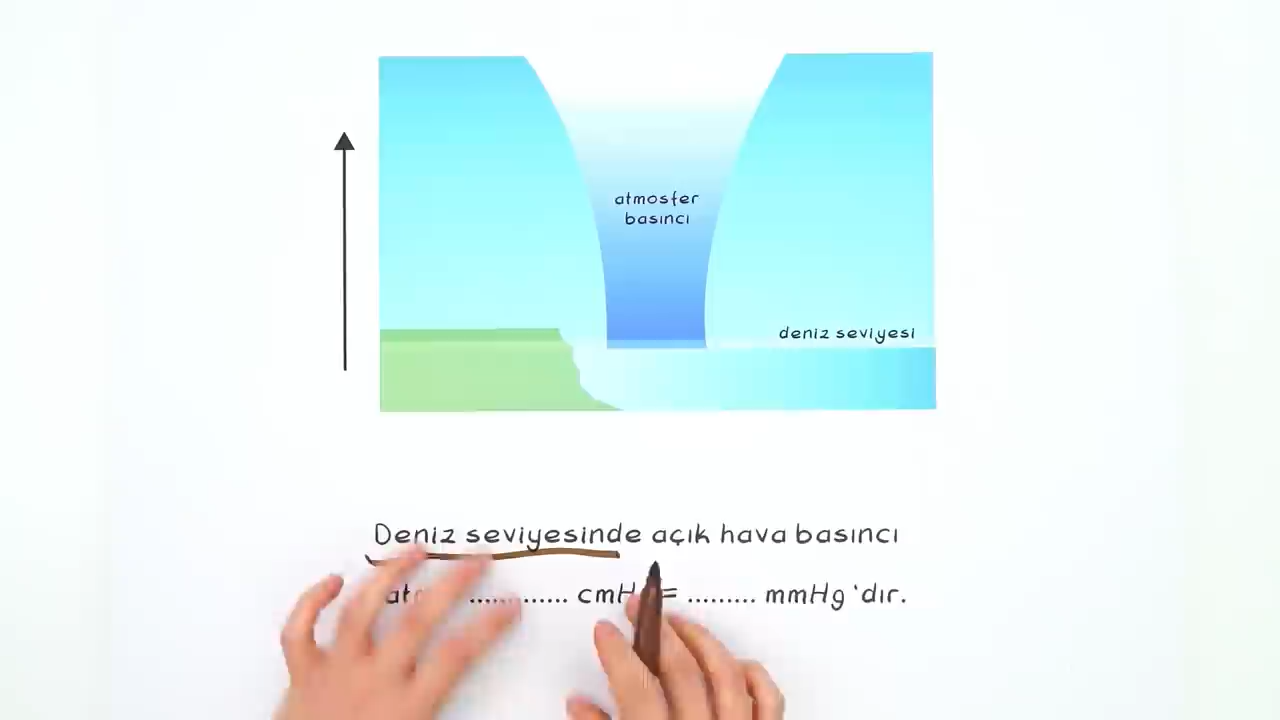 atmosfer
basıncı
deniz seviyesi
Deniz seviyesinde açık hava basıncı
............ cmH = ......... mmHg 'dır.